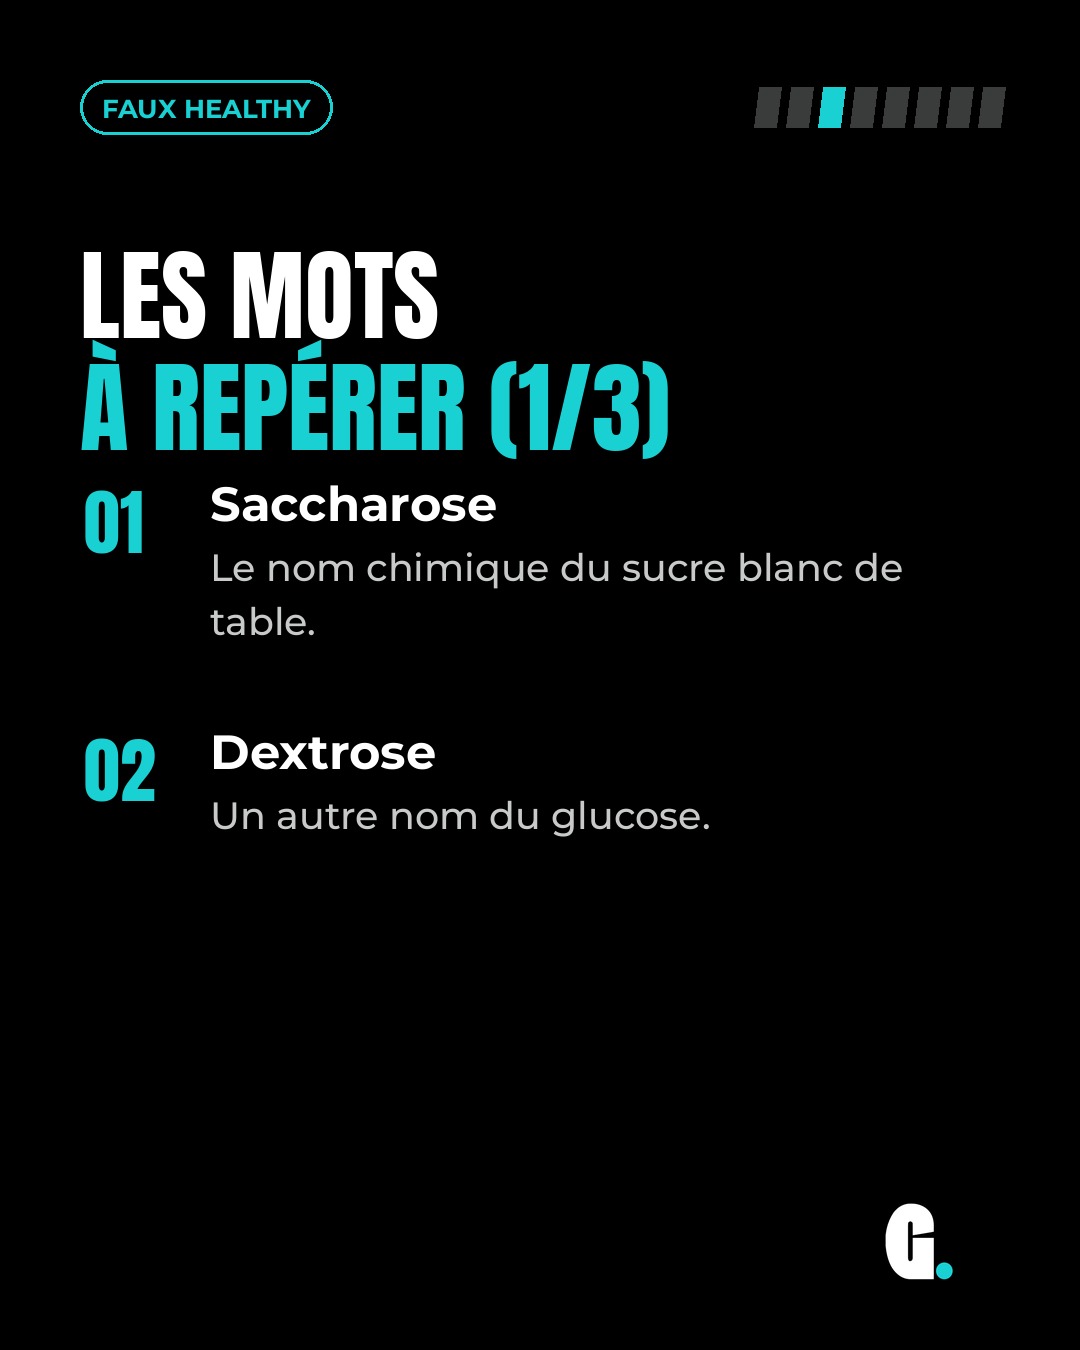 FAUX HEALTHY
LES MOTS
À REPÉRER (1/3)
01
Saccharose
Le nom chimique du sucre blanc de
table.
02
Dextrose
Un autre nom du glucose.
G.